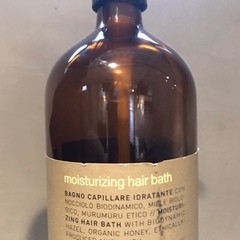 moisturizing hair bath
BAGNO CAPILLARE IDRATANTE CON
NOCCIOLO BIODINAMICO, MIELE BIOLO-
GICO, MURUMURU ETICO // MOISTURI-
ZING HAIR BATH WITH BIODYNAMIC
HAZEL, ORGANIC HONEY, ETHICALLY